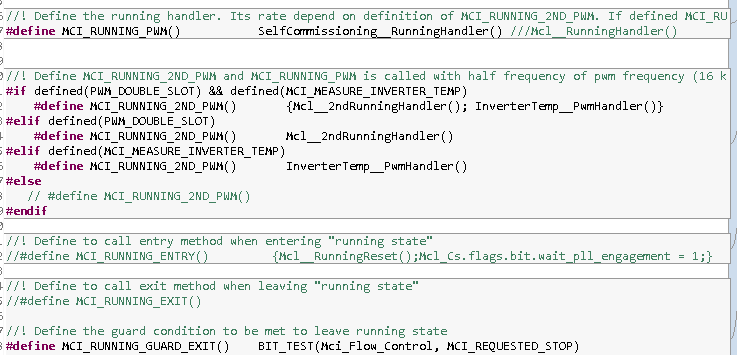 //! Define the running handler. Its rate depend on definition of MCI_RUNNING_2ND_PWM. If defined MCI_RU
#define MCI_RUNNING_PWM() SelfCommissioning__RunningHandler() ///Mcl__RunningHandler()
//! Define MCI_RUNNING_2ND_PWM and MCI_RUNNING_PWM is called with half frequency of pwm frequency (16 k
#if defined(PWM_DOUBLE_SLOT) && defined(MCI_MEASURE_INVERTER_TEMP)
#define MCI_RUNNING_2ND_PWM() {Mcl__2ndRunningHandler(); InverterTemp__PwmHandler()}
#elif defined(PWM_DOUBLE_SLOT)
#define MCI_RUNNING_2ND_PWM() Mcl__2ndRunningHandler()
#elif defined(MCI_MEASURE_INVERTER_TEMP)
#define MCI_RUNNING_2ND_PWM() InverterTemp__PwmHandler()
#else
// #define MCI_RUNNING_2ND_PWM()
#endif
//! Define to call entry method when entering "running state"
//#define MCI_RUNNING_ENTRY() {Mcl__RunningReset();Mcl_Cs.flags.bit.wait_pll_engagement = 1;}
//! Define to call exit method when leaving "running state"
//#define MCI_RUNNING_EXIT()
//! Define the guard condition to be met to leave running state
#define MCI_RUNNING_GUARD_EXIT() BIT_TEST(Mci_Flow_Control, MCI_REQUESTED_STOP)